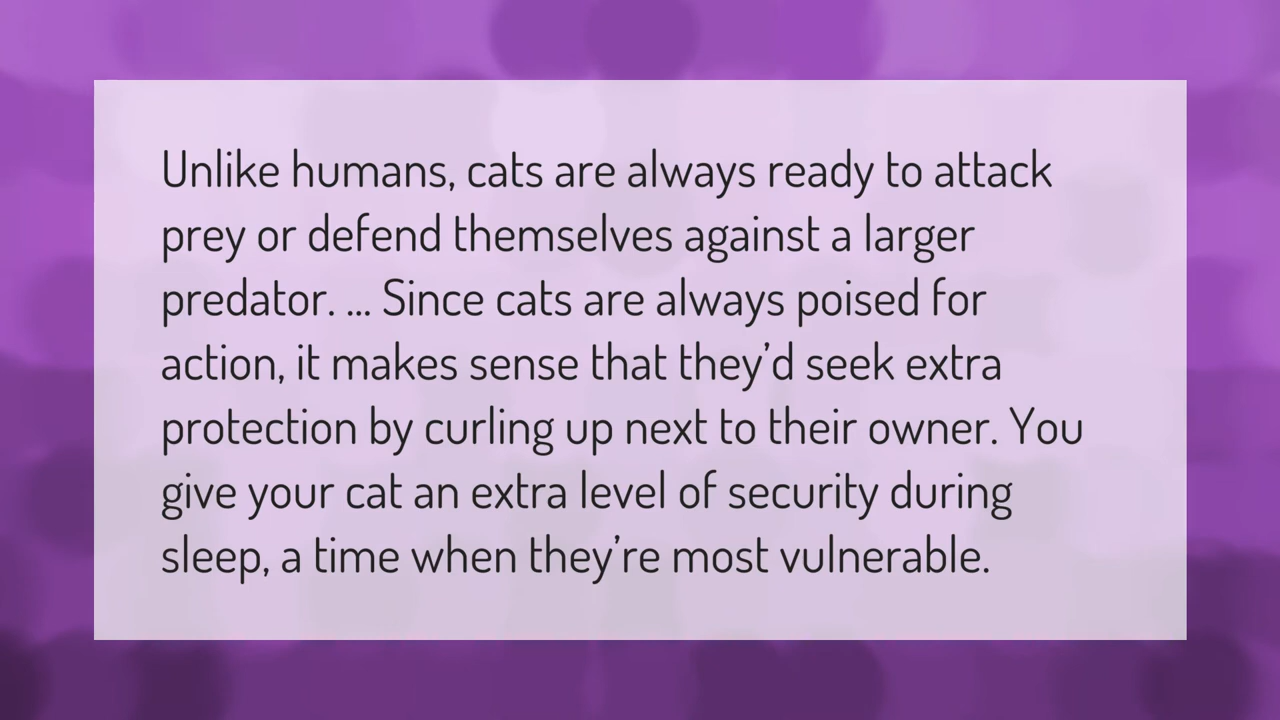 Unlike humans, cats are always ready to attack
prey or defend themselves against a larger
predator. ... Since cats are always poised for
action, it makes sense that they’d seek extra
protection by curling up next to their owner. You
give your cat an extra level of security during
sleep, a time when they’re most vulnerable.